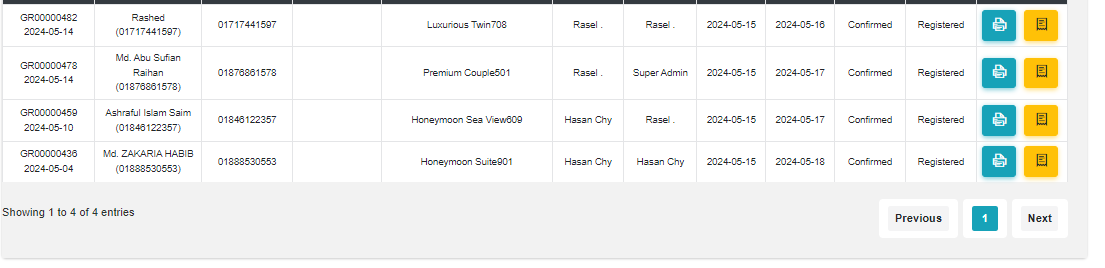 GR00000482 2024-05-14 Rashed (01717441597) 01717441597 Luxurious Twin708 Rasel . Rasel . 2024-05-15 2024-05-16 Confirmed Registered
GR00000478 2024-05-14 Md. Abu Sufian Raihan (01876861578) 01876861578 Premium Couple501 Rasel . Super Admin 2024-05-15 2024-05-17 Confirmed Registered
GR00000459 2024-05-10 Ashraful Islam Saim (01846122357) 01846122357 Honeymoon Sea View609 Hasan Chy Rasel . 2024-05-15 2024-05-17 Confirmed Registered
GR00000436 2024-05-04 Md. ZAKARIA HABIB (01888530553) 01888530553 Honeymoon Suite901 Hasan Chy Hasan Chy 2024-05-15 2024-05-18 Confirmed Registered
Showing 1 to 4 of 4 entries
Previous 1 Next